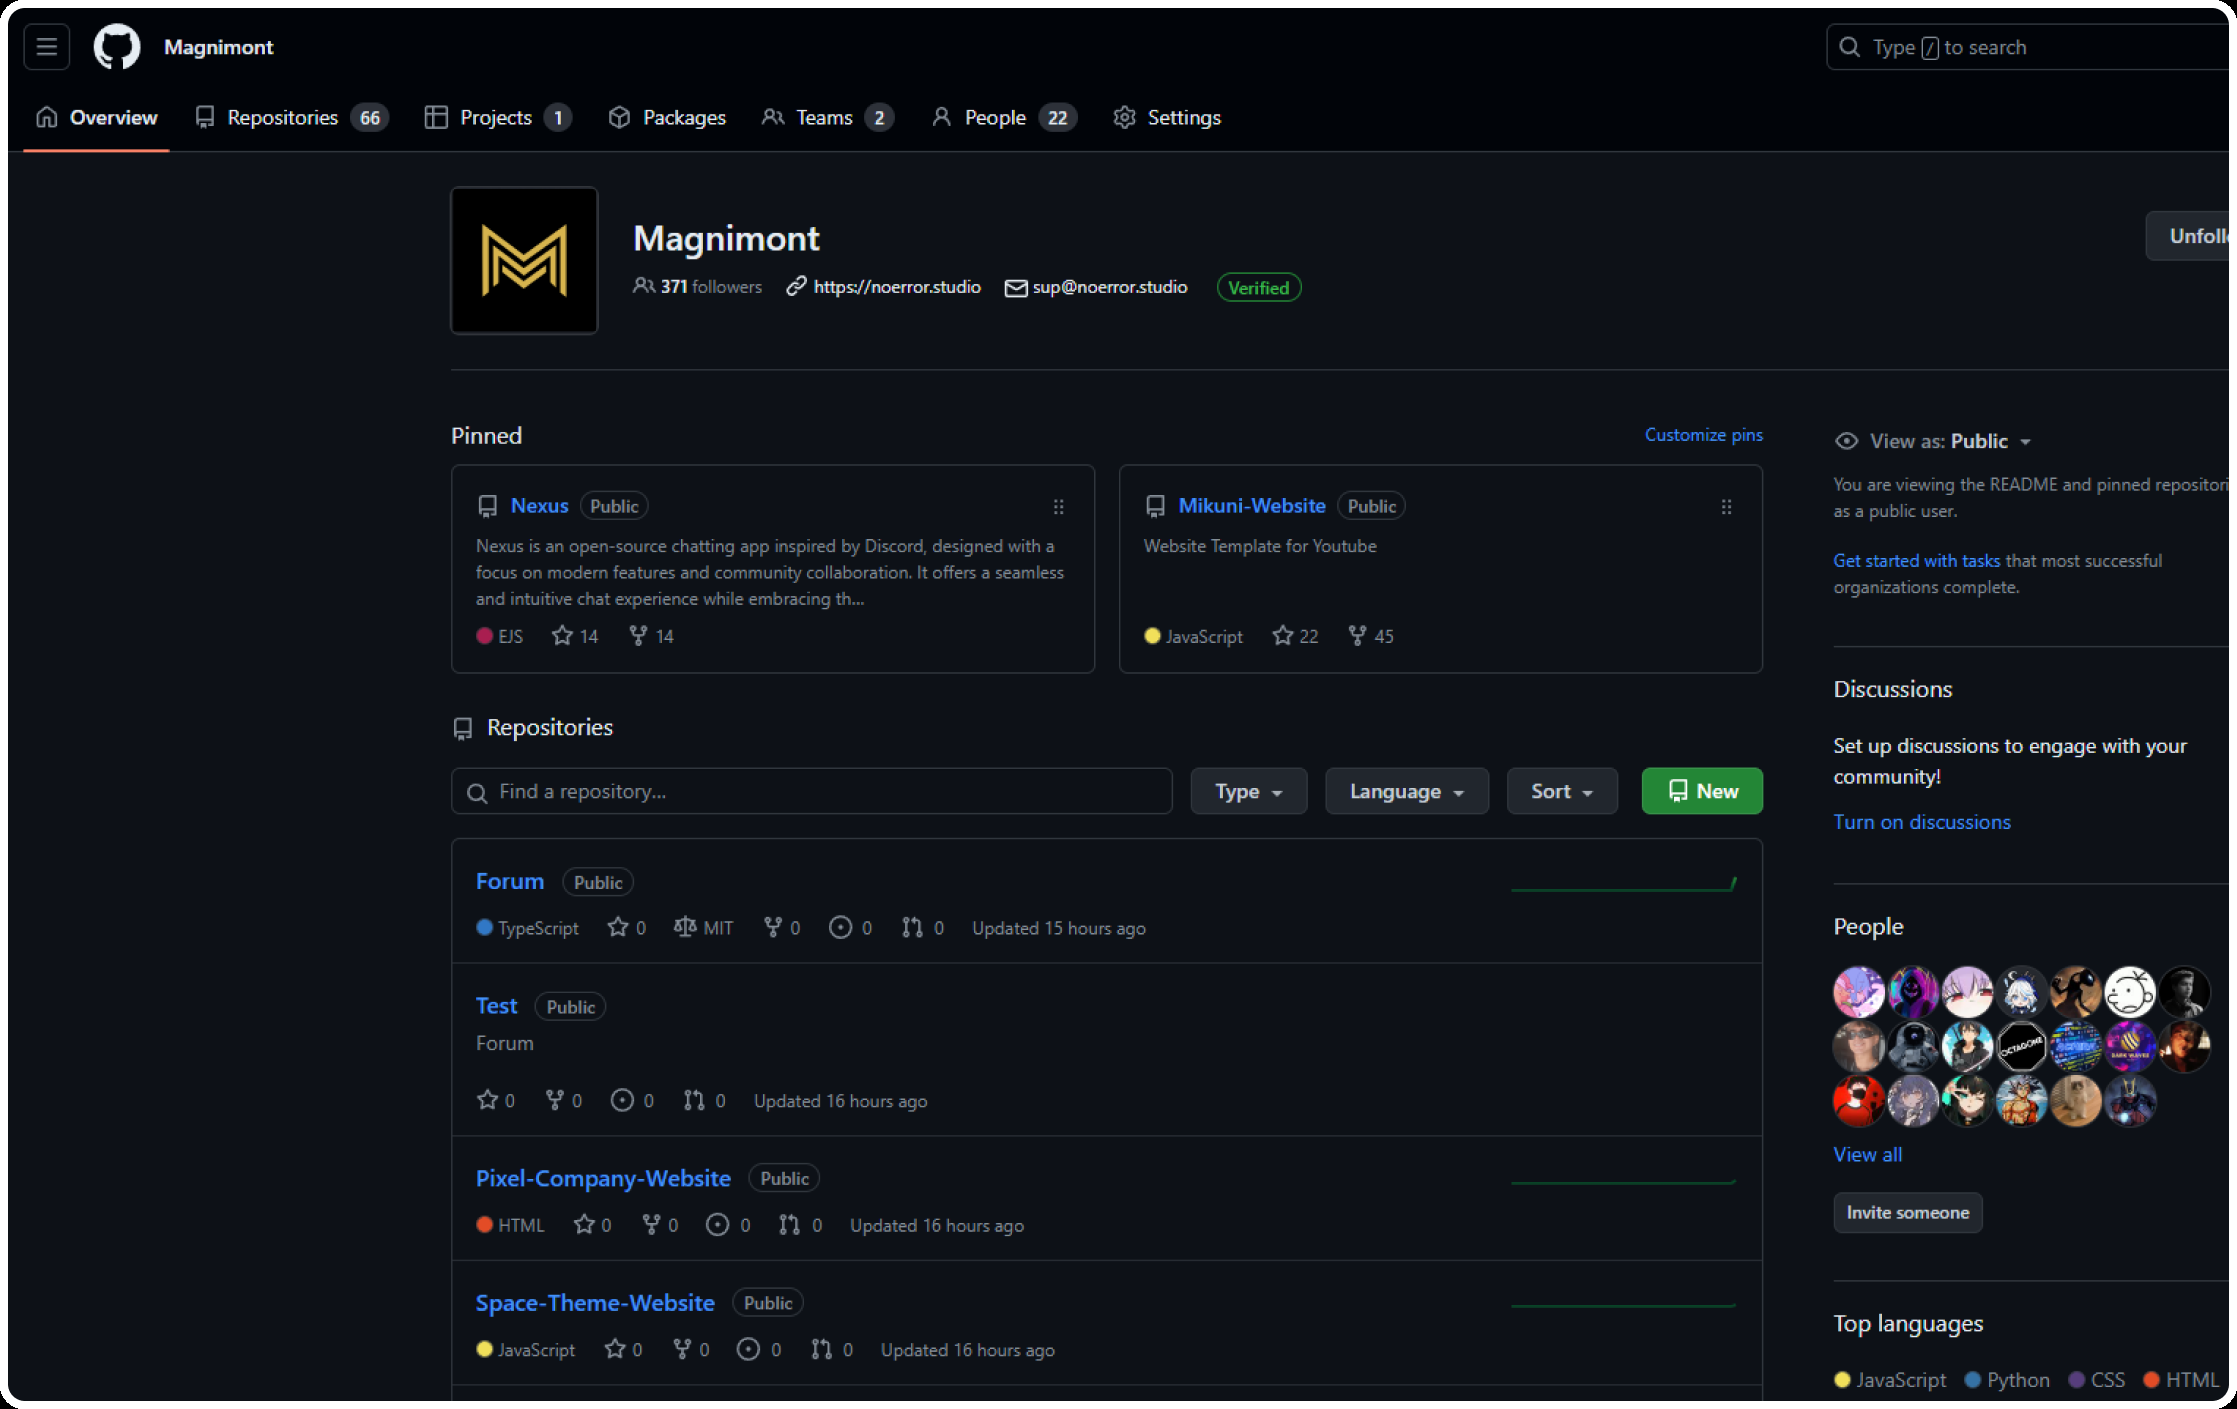 Magnimont
Type / to search
Overview Repositories 66 Projects 1 Packages Teams 2 People 22 Settings
Magnimont
371 followers https://noerror.studio sup@noerror.studio Verified
Unfoll
Pinned
Customize pins
Nexus Public
Nexus is an open-source chatting app inspired by Discord, designed with a
focus on modern features and community collaboration. It offers a seamless
and intuitive chat experience while embracing th...
EJS 14 14
Mikuni-Website Public
Website Template for Youtube
JavaScript 22 45
Repositories
Find a repository...
Type Language Sort New
Forum Public
TypeScript 0 MIT 0 0 0 Updated 15 hours ago
Test Public
Forum
0 0 0 0 Updated 16 hours ago
Pixel-Company-Website Public
HTML 0 0 0 0 Updated 16 hours ago
Space-Theme-Website Public
JavaScript 0 0 0 0 Updated 16 hours ago
View as: Public
You are viewing the README and pinned repositori
as a public user.
Get started with tasks that most successful
organizations complete.
Discussions
Set up discussions to engage with your
community!
Turn on discussions
People
OCTAGONE
DARK WAVES
View all
Invite someone
Top languages
JavaScript Python CSS HTML